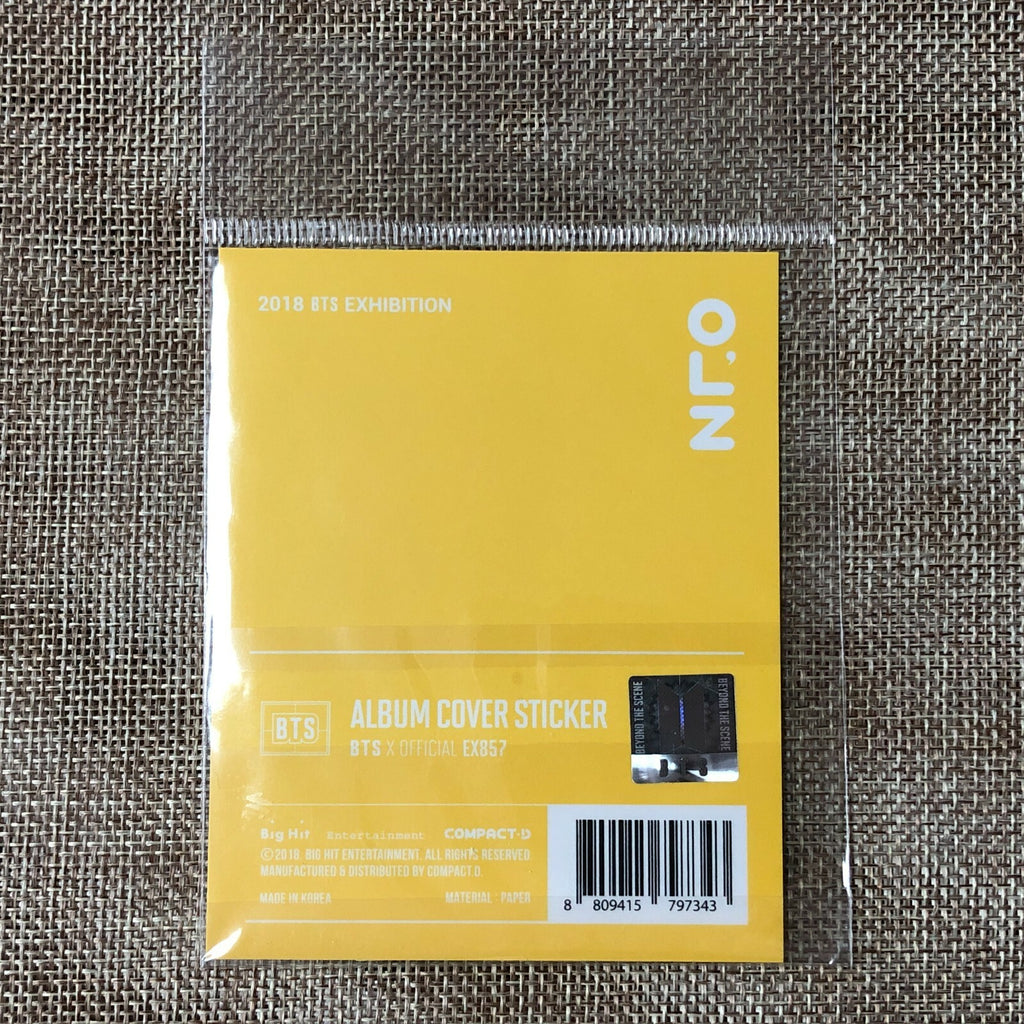 2018 BTS EXHIBITION
ㅇ,ㄴㄹ
BTS
ALBUM COVER STICKER
BTS X OFFICIAL EX857
BEYOND THE SCENE
BEYOND THE SCENE
Big Hit Entertainment COMPACT·D
©2018. BIG HIT ENTERTAINMENT. ALL RIGHTS RESERVED
MANUFACTURED & DISTRIBUTED BY COMPACT.D.
MADE IN KOREA MATERIAL : PAPER
8 809415 797343